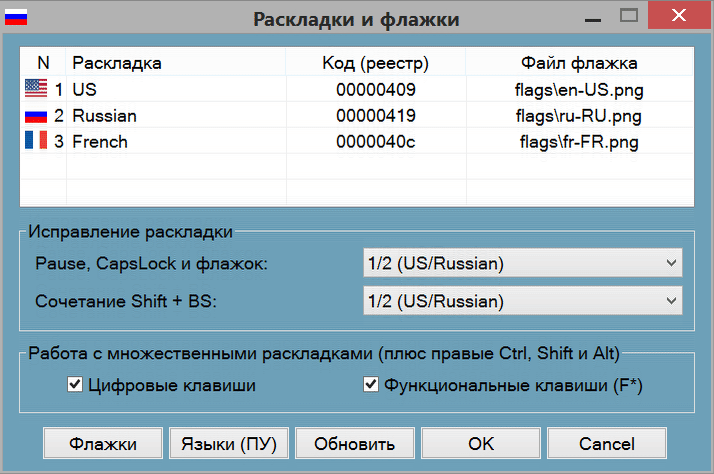 Раскладки и флажки
N Раскладка Код (реестр) Файл флажка
1 US 00000409 flags\en-US.png
2 Russian 00000419 flags\ru-RU.png
3 French 0000040c flags\fr-FR.png
Исправление раскладки
Pause, CapsLock и флажок: 1/2 (US/Russian)
Сочетание Shift + BS: 1/2 (US/Russian)
Работа с множественными раскладками (плюс правые Ctrl, Shift и Alt)
Цифровые клавиши Функциональные клавиши (F*)
Флажки Языки (ПУ) Обновить OK Cancel